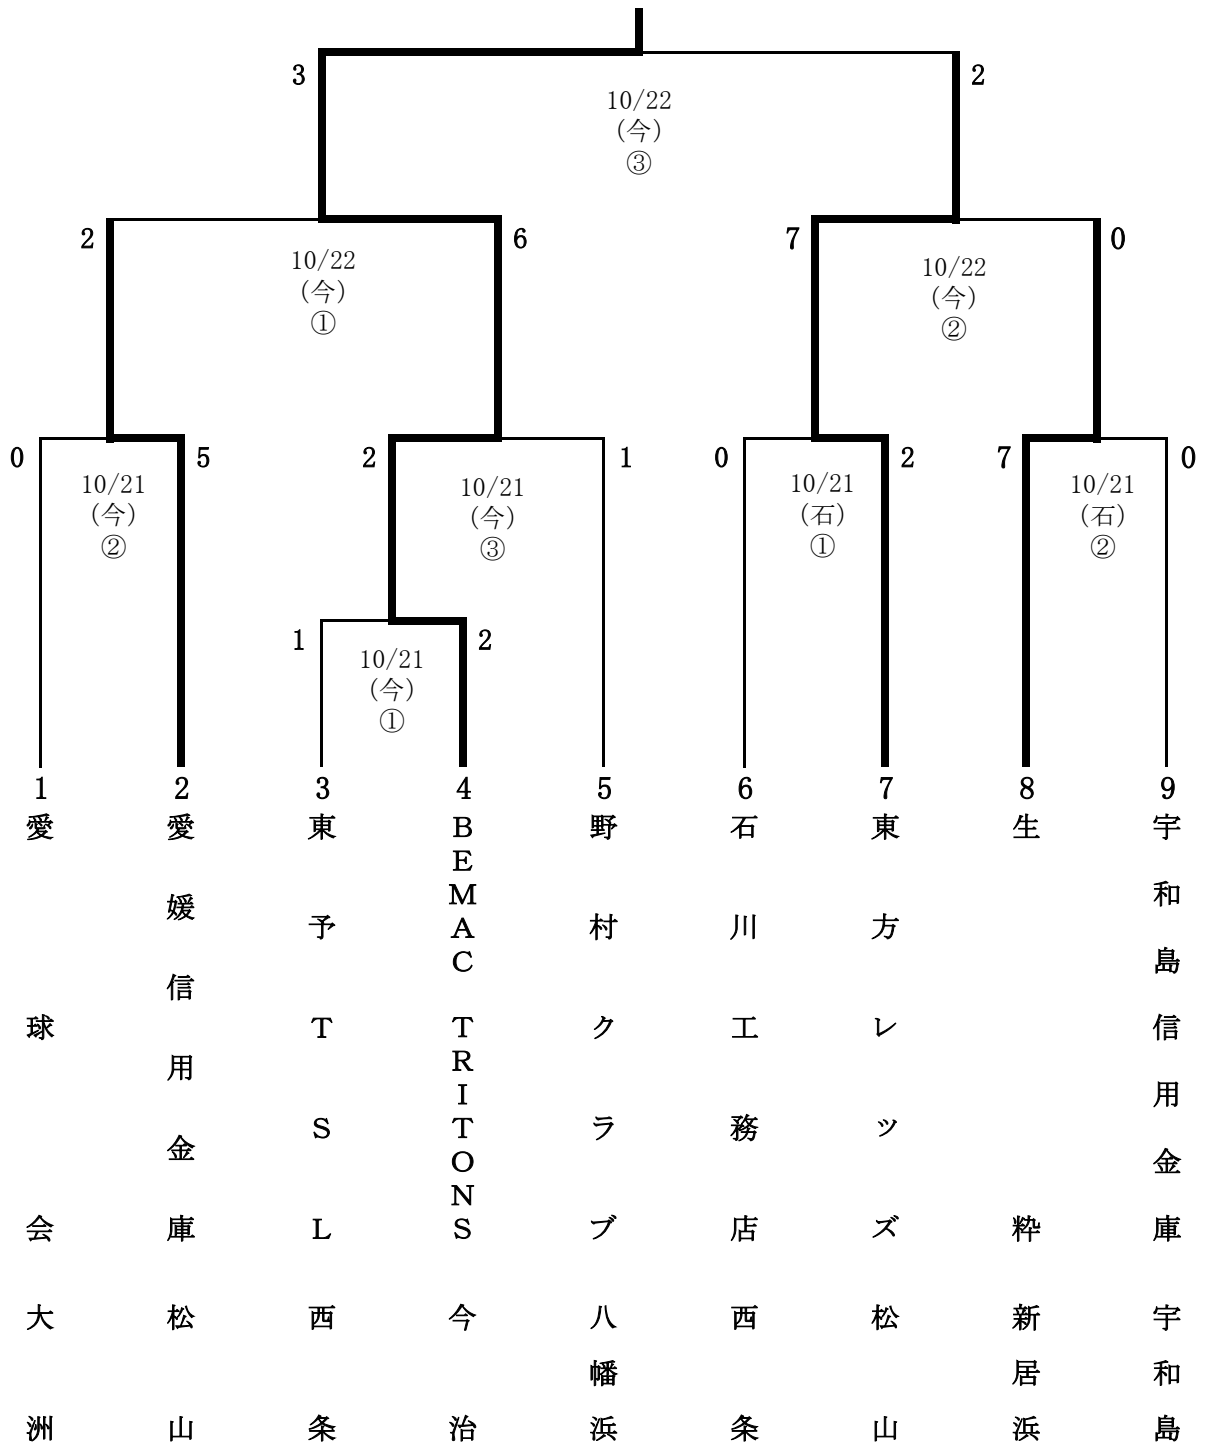 3
2
10/22
(今)
③
2
6
7
0
10/22
(今)
①
10/22
(今)
②
0
5
2
1
0
2
7
0
10/21
(今)
②
10/21
(今)
③
10/21
(石)
①
10/21
(石)
②
1
2
10/21
(今)
①
1
2
3
4
5
6
7
8
9
愛球会
愛媛信用金庫
東予TSL
BEMAC TRITONS
野村クラブ
石川工務店
東方レッズ
生粋
宇和島信用金庫
大洲
松山
西条
今治
八幡浜
西条
松山
新居浜
宇和島